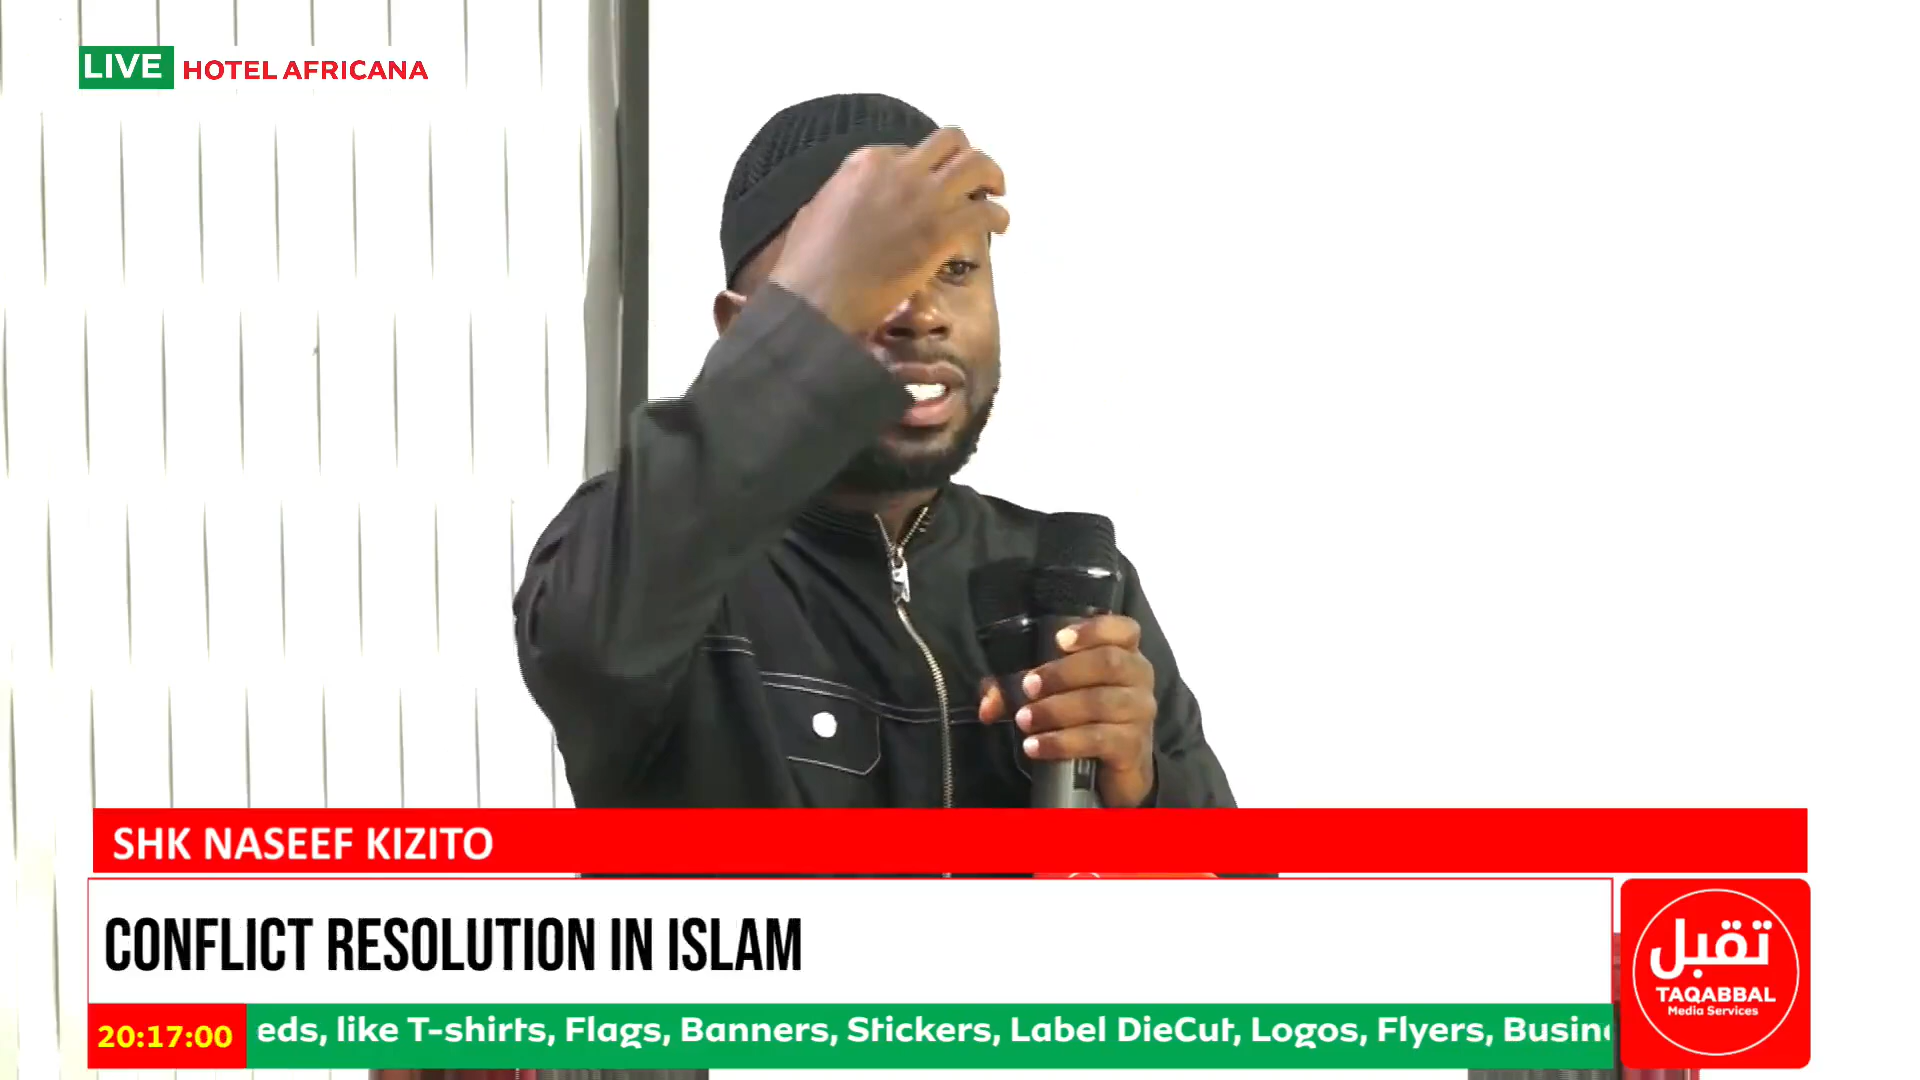 LIVE HOTEL AFRICANA
SHK NASEEF KIZITO
CONFLICT RESOLUTION IN ISLAM
تقبل
TAQABBAL
Media Services
20:17:00 eds, like T-shirts, Flags, Banners, Stickers, Label DieCut, Logos, Flyers, Busin